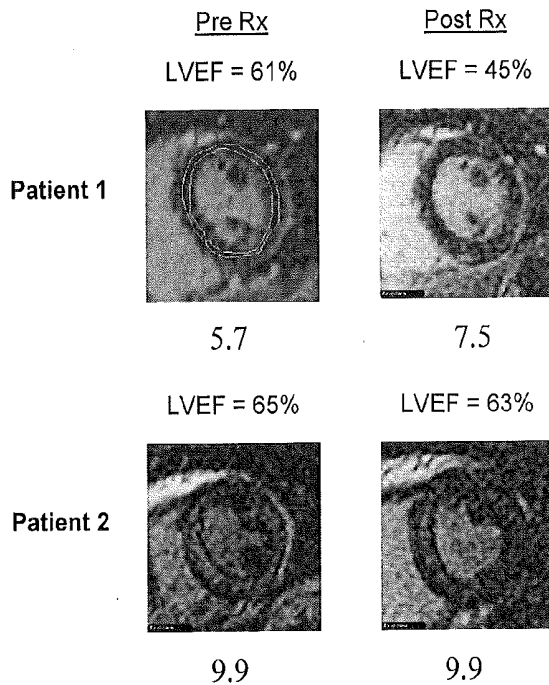 Pre Rx Post Rx
LVEF = 61% LVEF = 45%
Patient 1
5.7 7.5
LVEF = 65% LVEF = 63%
Patient 2
9.9 9.9